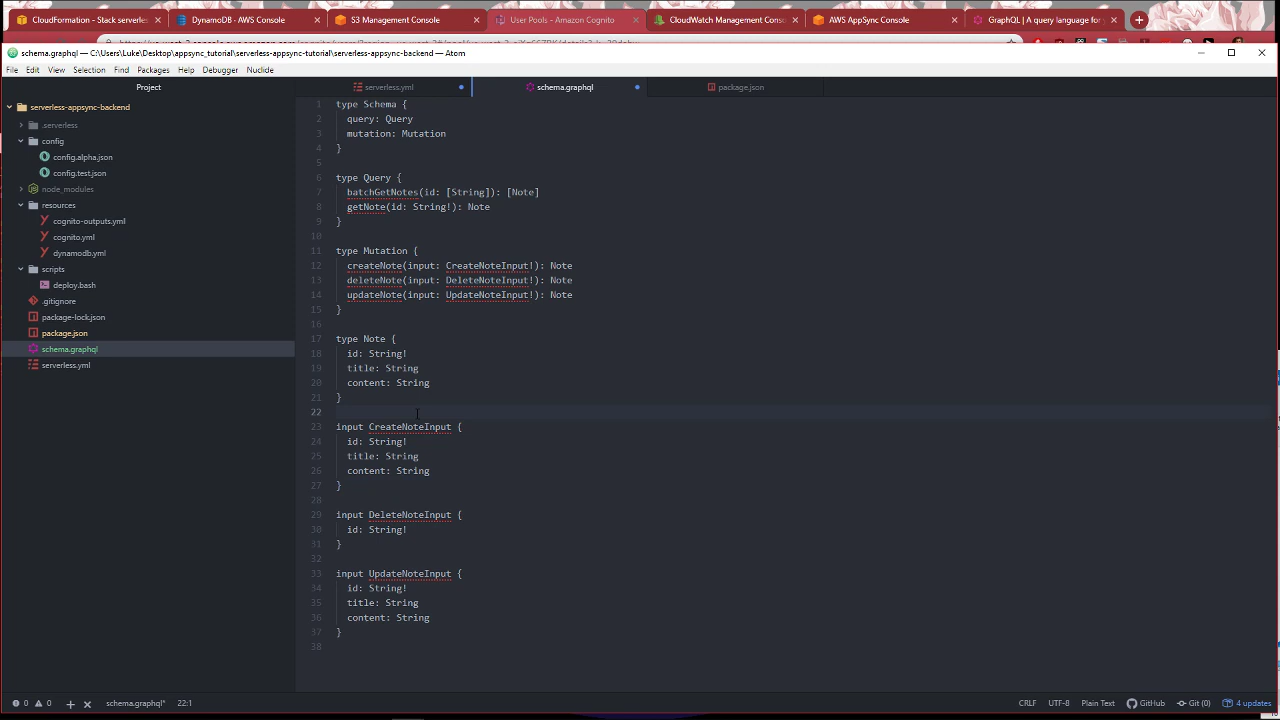 CloudFormation - Stack serverles
DynamoDB - AWS Console
S3 Management Console
User Pools - Amazon Cognito
CloudWatch Management Conso
AWS AppSync Console
GraphQL | A query language for
schema.graphql — C:\Users\Luke\Desktop\appsync_tutorial\serverless-appsync-backend — Atom
File Edit View Selection Find Packages Help Debugger Nuclide
Project
serverless.yml
schema.graphql
package.json
serverless-appsync-backend
.serverless
config
config.alpha.json
config.test.json
node_modules
resources
cognito-outputs.yml
cognito.yml
dynamodb.yml
scripts
deploy.bash
.gitignore
package-lock.json
package.json
schema.graphql
serverless.yml
1 type Schema {
2 query: Query
3 mutation: Mutation
4 }
5
6 type Query {
7 batchGetNotes(id: [String]): [Note]
8 getNote(id: String!): Note
9 }
10
11 type Mutation {
12 createNote(input: CreateNoteInput!): Note
13 deleteNote(input: DeleteNoteInput!): Note
14 updateNote(input: UpdateNoteInput!): Note
15 }
16
17 type Note {
18 id: String!
19 title: String
20 content: String
21 }
22
23 input CreateNoteInput {
24 id: String!
25 title: String
26 content: String
27 }
28
29 input DeleteNoteInput {
30 id: String!
31 }
32
33 input UpdateNoteInput {
34 id: String!
35 title: String
36 content: String
37 }
38
0 0 schema.graphql* 22:1 CRLF UTF-8 Plain Text GitHub Git (0) 4 updates